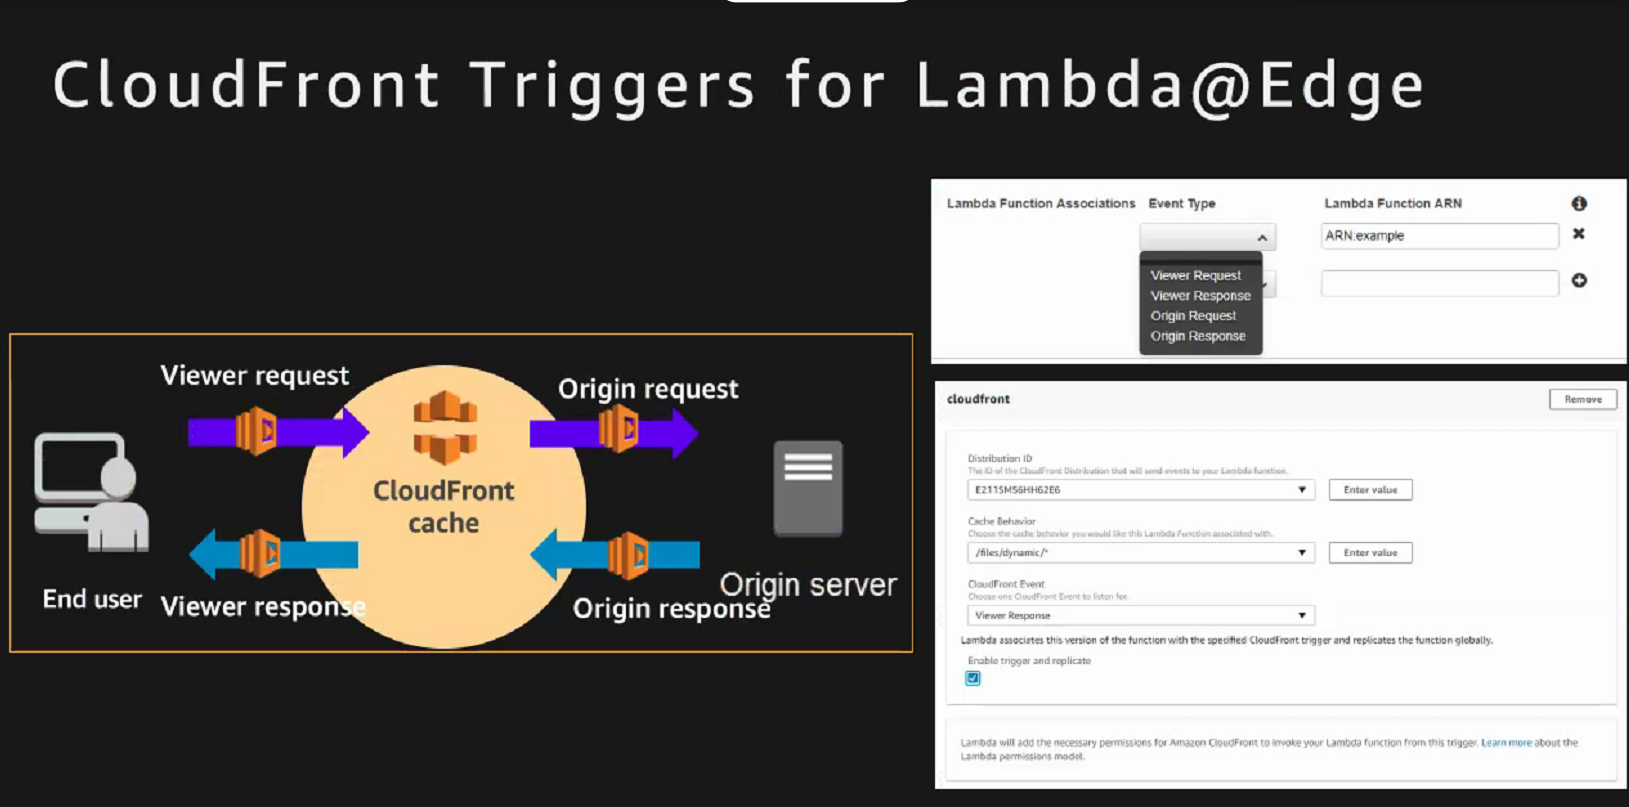 CloudFront Triggers for Lambda@Edge
Viewer request
Origin request
CloudFront
cache
End user
Viewer response
Origin response
Origin server
Lambda Function Associations Event Type Lambda Function ARN
ARN:example
Viewer Request
Viewer Response
Origin Request
Origin Response
cloudfront
Remove
Distribution ID
The ID of the CloudFront Distribution that will send events to your Lambda function.
E211SM56HH62E6 Enter value
Cache Behavior
Choose the cache behavior you would like this Lambda Function associated with.
/files/dynamic/* Enter value
CloudFront Event
Choose one CloudFront Event to listen for.
Viewer Response
Lambda associates this version of the function with the specified CloudFront trigger and replicates the function globally.
Enable trigger and replicate
Lambda will add the necessary permissions for Amazon CloudFront to invoke your Lambda function from this trigger. Learn more about the
Lambda permissions model.